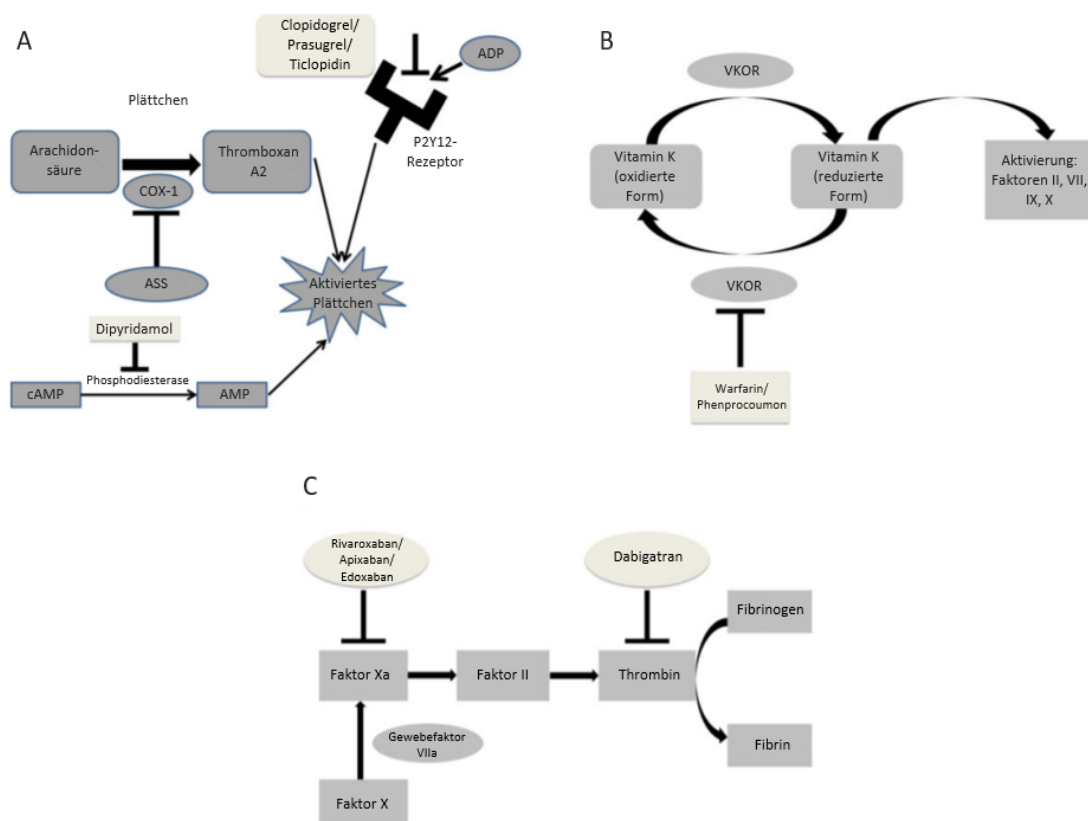 A
Clopidogrel/
Prasugrel/
Ticlopidin
ADP
Plättchen
P2Y12-
Rezeptor
Arachidon-
säure
Thromboxan
A2
COX-1
ASS
Aktiviertes
Plättchen
Dipyridamol
Phosphodiesterase
cAMP
AMP
B
VKOR
Vitamin K
(oxidierte
Form)
Vitamin K
(reduzierte
Form)
Aktivierung:
Faktoren II, VII,
IX, X
VKOR
Warfarin/
Phenprocoumon
C
Rivaroxaban/
Apixaban/
Edoxaban
Dabigatran
Fibrinogen
Faktor Xa
Faktor II
Thrombin
Gewebefaktor
VIIa
Fibrin
Faktor X